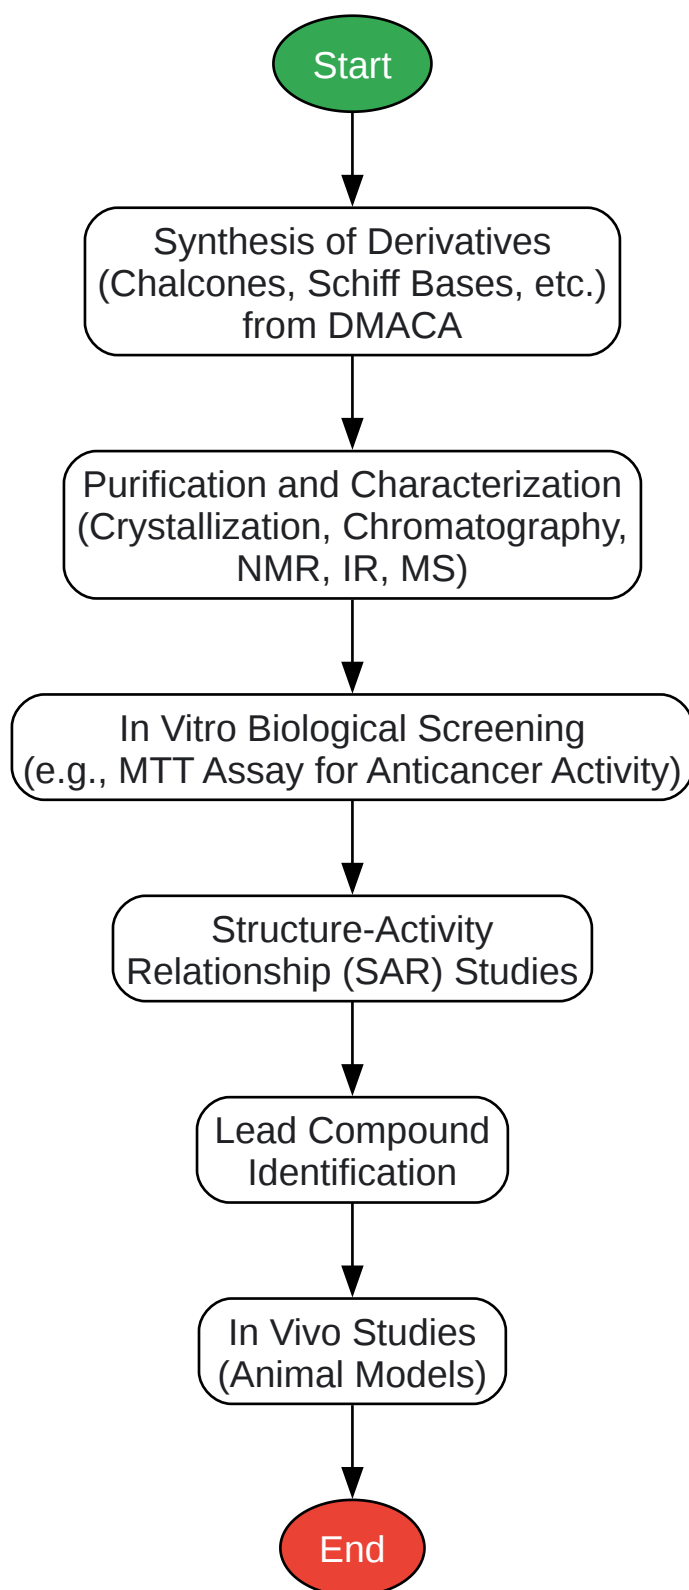 Start
Synthesis of Derivatives
(Chalcones, Schiff Bases, etc.)
from DMACA
Purification and Characterization
(Crystallization, Chromatography,
NMR, IR, MS)
In Vitro Biological Screening
(e.g., MTT Assay for Anticancer Activity)
Structure-Activity
Relationship (SAR) Studies
Lead Compound
Identification
In Vivo Studies
(Animal Models)
End